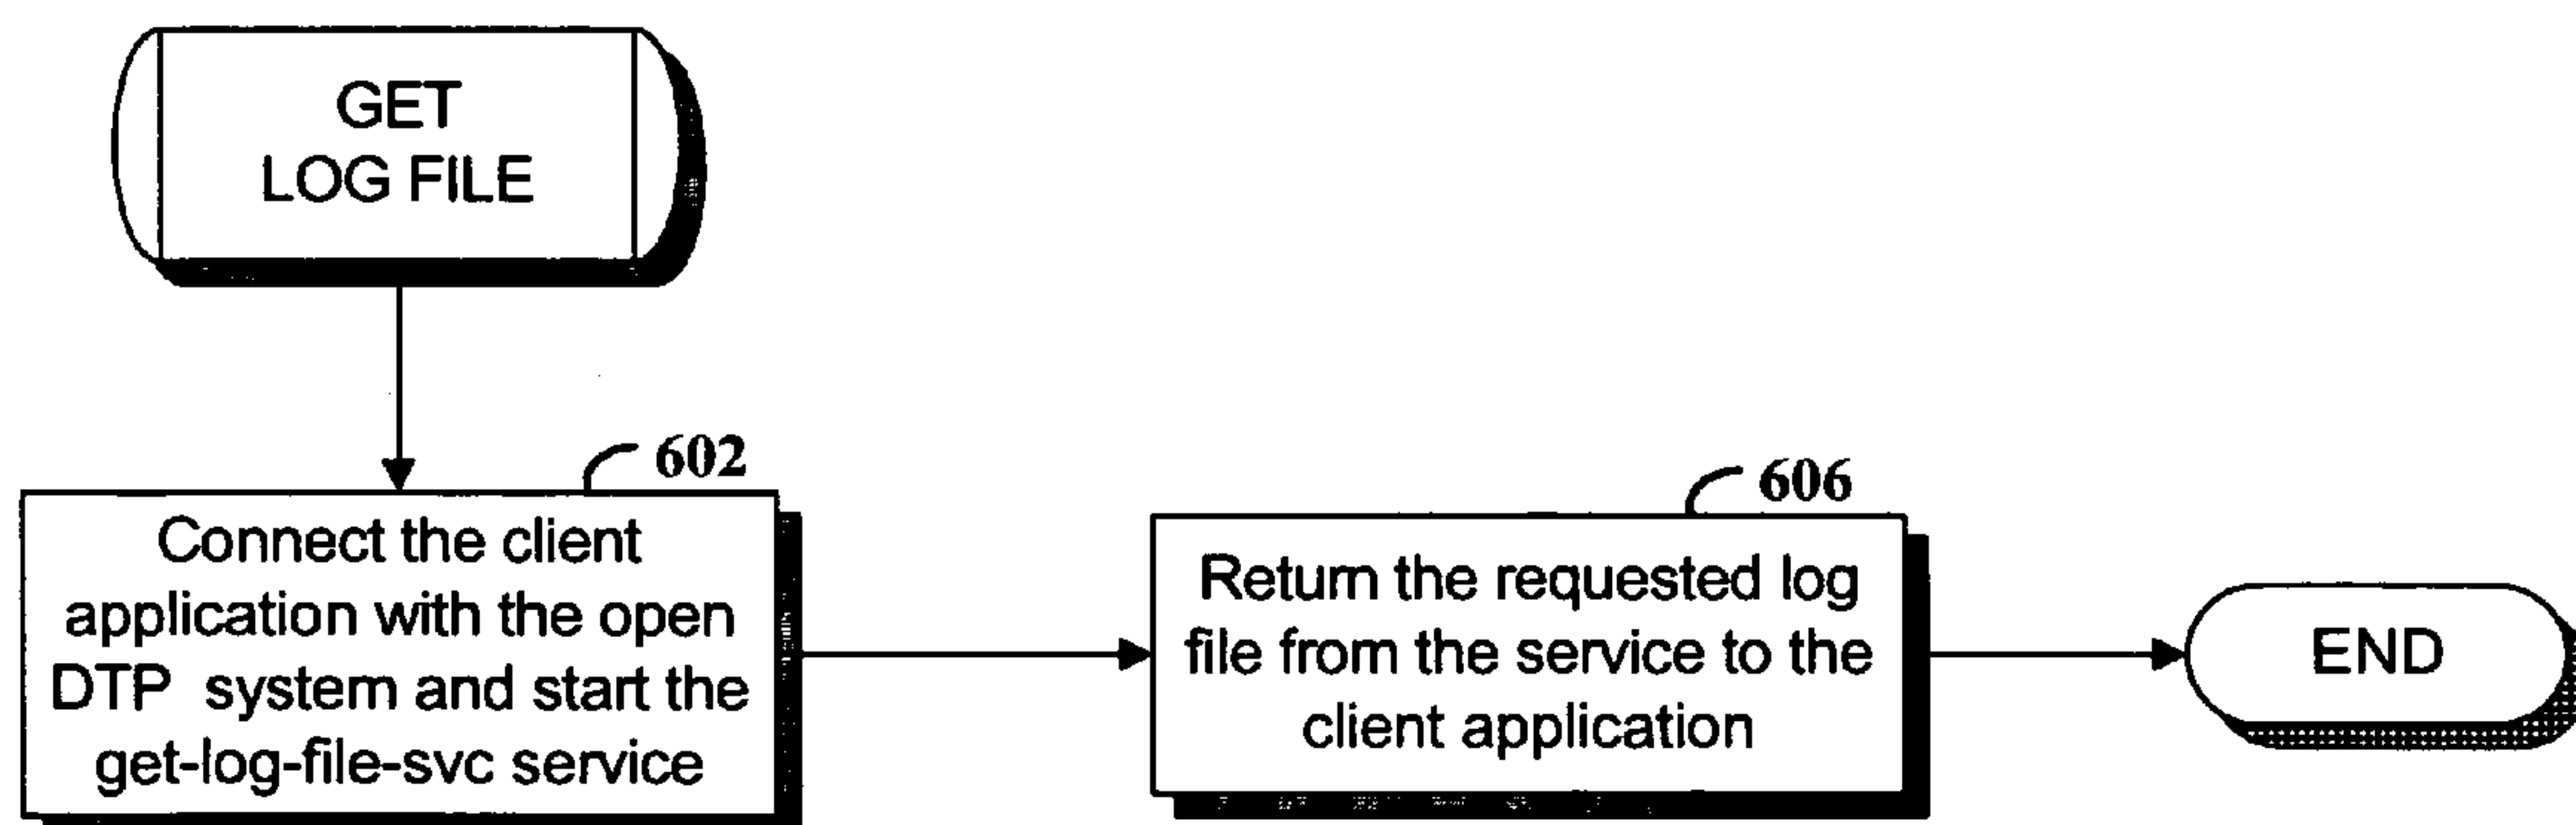 GET
LOG FILE
602
Connect the client
application with the open
DTP system and start the
get-log-file-svc service
606
Return the requested log
file from the service to the
client application
END